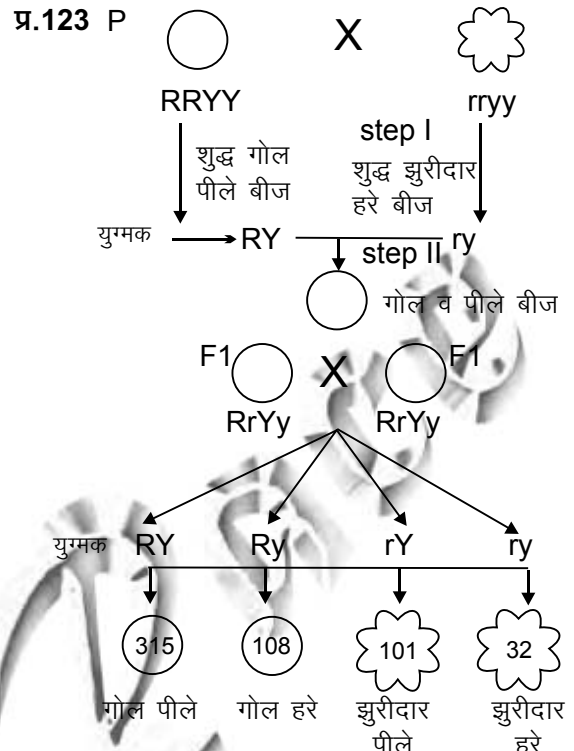 प्र.123 P X
RRYY rryy
step I
शुद्ध गोल
पीले बीज
शुद्ध झुरीदार
हरे बीज
युग्मक RY ry
step II
गोल व पीले बीज
F1 X F1
RrYy RrYy
युग्मक RY Ry rY ry
315 108 101 32
गोल पीले गोल हरे झुरीदार झुरीदार
पीले हरे